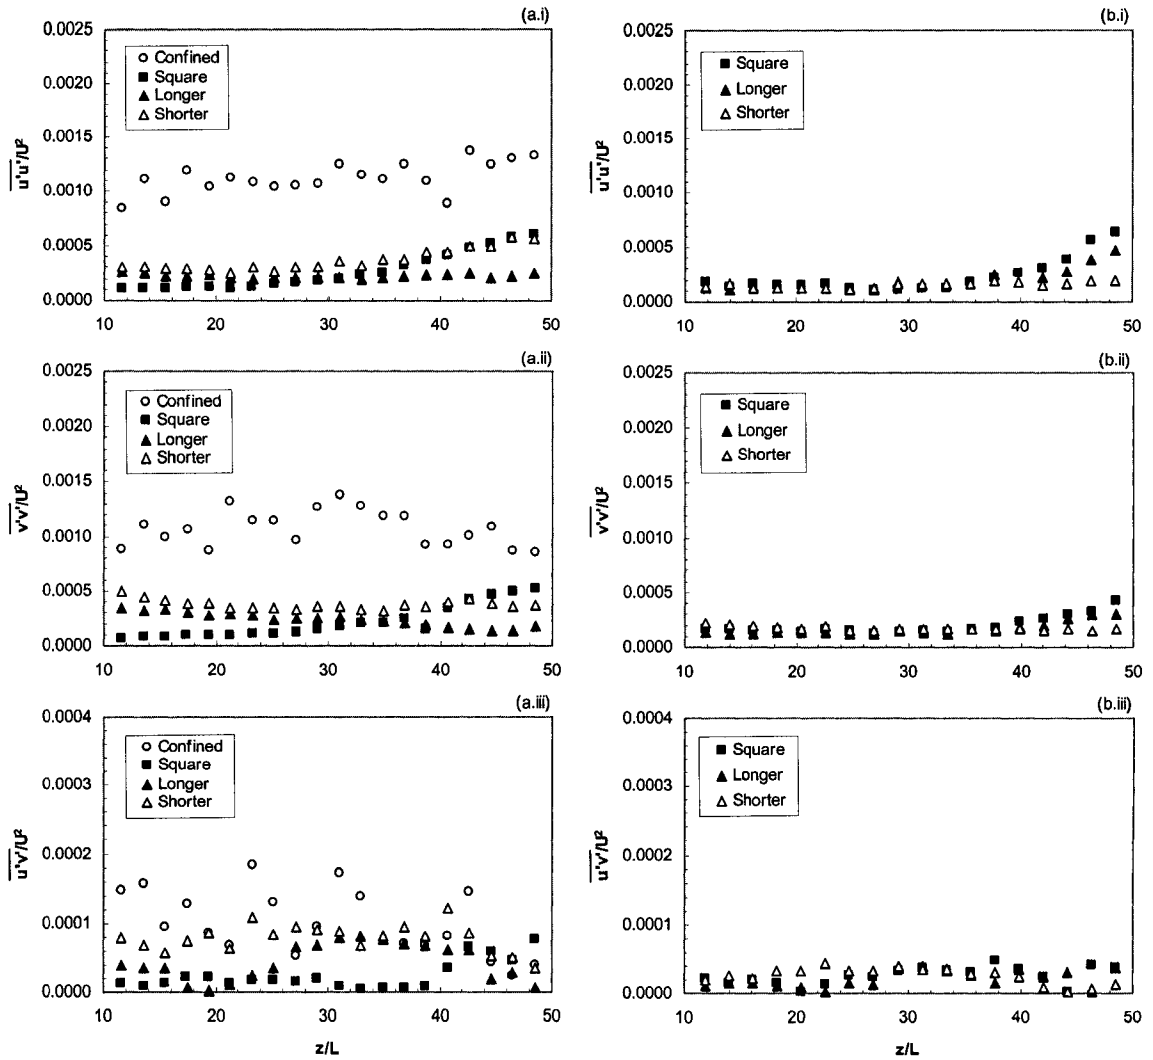 (a.i)
0.0025
0.0020
0.0015
0.0010
0.0005
0.0000
u'u'/U²
Confined
Square
Longer
Shorter
10 20 30 40 50
(b.i)
0.0025
0.0020
0.0015
0.0010
0.0005
0.0000
u'u'/U²
Square
Longer
Shorter
10 20 30 40 50
(a.ii)
0.0025
0.0020
0.0015
0.0010
0.0005
0.0000
v'v'/U²
Confined
Square
Longer
Shorter
10 20 30 40 50
(b.ii)
0.0025
0.0020
0.0015
0.0010
0.0005
0.0000
v'v'/U²
Square
Longer
Shorter
10 20 30 40 50
(a.iii)
0.0004
0.0003
0.0002
0.0001
0.0000
u'v'/U²
Confined
Square
Longer
Shorter
10 20 30 40 50
z/L
(b.iii)
0.0004
0.0003
0.0002
0.0001
0.0000
u'v'/U²
Square
Longer
Shorter
10 20 30 40 50
z/L